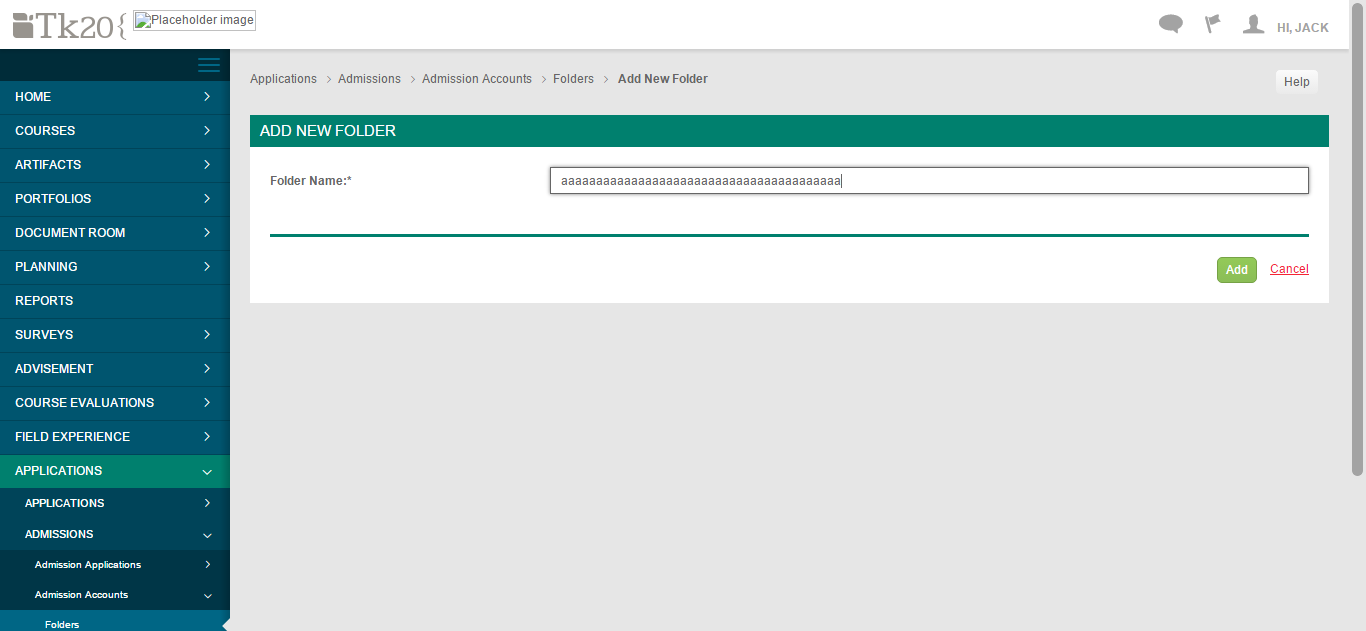 Tk20{
Placeholder image
HI, JACK
Applications > Admissions > Admission Accounts > Folders > Add New Folder
Help
HOME
COURSES
ARTIFACTS
PORTFOLIOS
DOCUMENT ROOM
PLANNING
REPORTS
SURVEYS
ADVISEMENT
COURSE EVALUATIONS
FIELD EXPERIENCE
APPLICATIONS
APPLICATIONS
ADMISSIONS
Admission Applications
Admission Accounts
Folders
ADD NEW FOLDER
Folder Name:*
aaaaaaaaaaaaaaaaaaaaaaaaaaaaaaaaaaaaaaaa
Add
Cancel